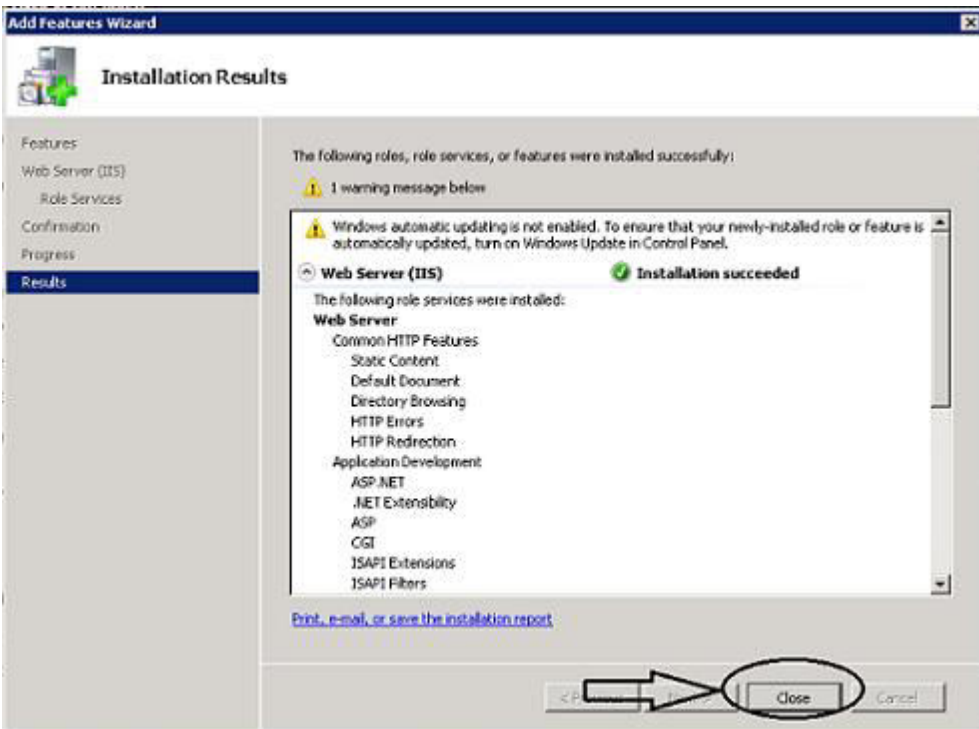 Add Features Wizard
Installation Results
Features
Web Server (IIS)
Role Services
Confirmation
Progress
Results
The following roles, role services, or features were installed successfully:
1 warning message below
Windows automatic updating is not enabled. To ensure that your newly-installed role or feature is
automatically updated, turn on Windows Update in Control Panel.
Web Server (IIS) Installation succeeded
The following role services were installed:
Web Server
Common HTTP Features
Static Content
Default Document
Directory Browsing
HTTP Errors
HTTP Redirection
Application Development
ASP.NET
.NET Extensibility
ASP
CGI
ISAPI Extensions
ISAPI Filters
Print, e-mail, or save the installation report
Close
Cancel